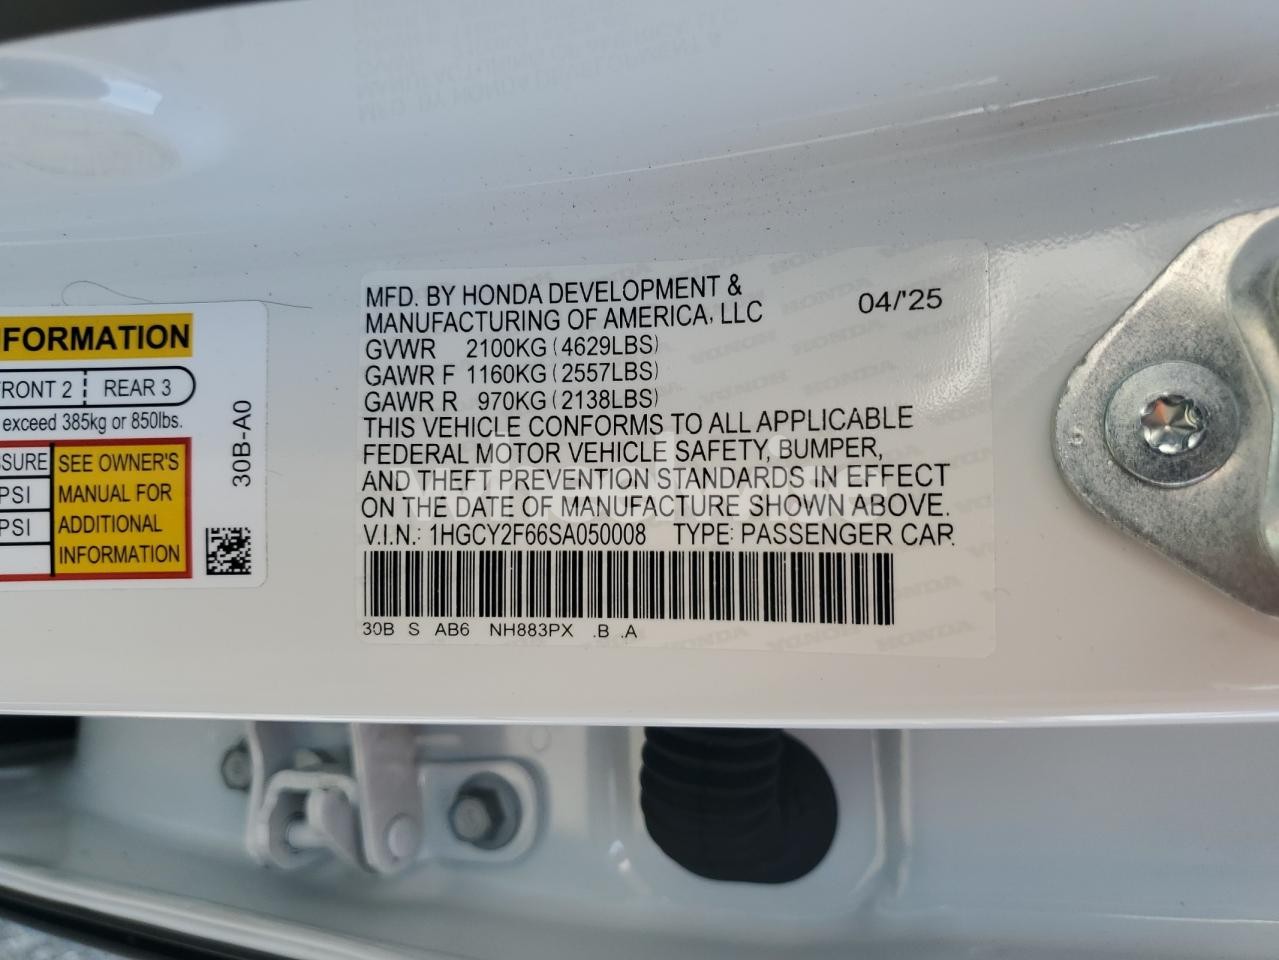 NFORMATION
FRONT 2 REAR 3
exceed 385kg or 850lbs.
SSURE
PSI
PSI
SEE OWNER'S
MANUAL FOR
ADDITIONAL
INFORMATION
30B-A0
MFD. BY HONDA DEVELOPMENT &
MANUFACTURING OF AMERICA, LLC
04/'25
GVWR 2100KG (4629LBS)
GAWR F 1160KG (2557LBS)
GAWR R 970KG (2138LBS)
THIS VEHICLE CONFORMS TO ALL APPLICABLE
FEDERAL MOTOR VEHICLE SAFETY, BUMPER,
AND THEFT PREVENTION STANDARDS IN EFFECT
ON THE DATE OF MANUFACTURE SHOWN ABOVE.
V.I.N.: 1HGCY2F66SA050008 TYPE: PASSENGER CAR
30B S AB6 NH883PX .B .A